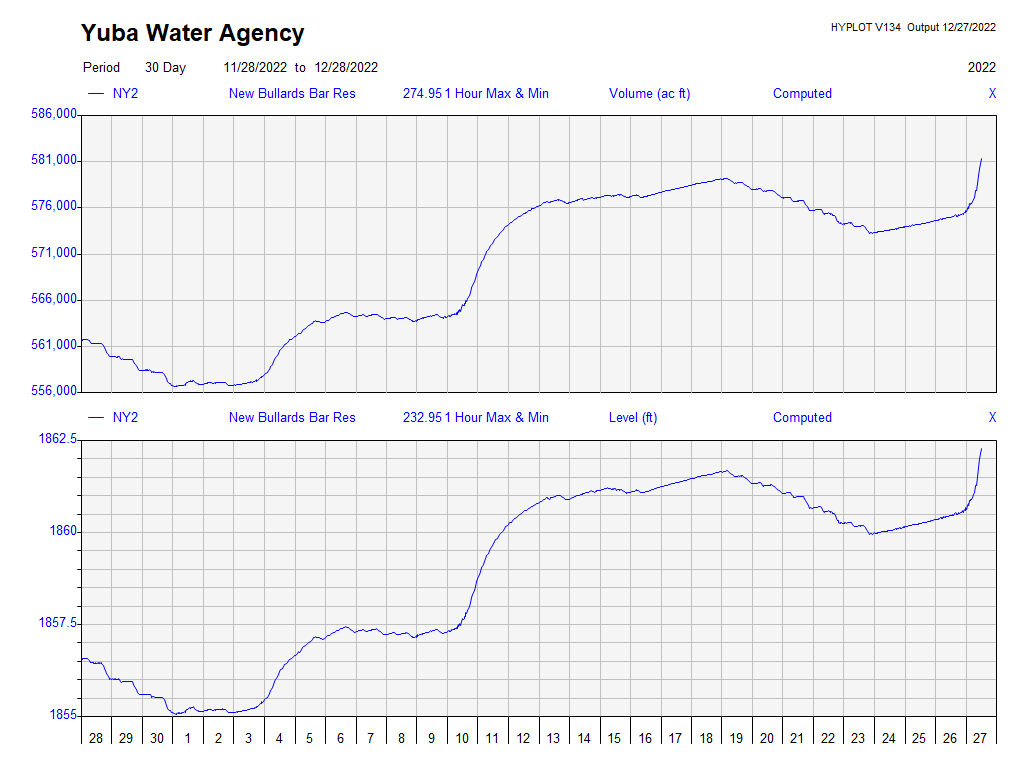 Yuba Water Agency
HYPLOT V134 Output 12/27/2022
Period 30 Day 11/28/2022 to 12/28/2022 2022
NY2 New Bullards Bar Res 274.95 1 Hour Max & Min Volume (ac ft) Computed X
586,000
581,000
576,000
571,000
566,000
561,000
556,000
NY2 New Bullards Bar Res 232.95 1 Hour Max & Min Level (ft) Computed X
1862.5
1860
1857.5
1855
28 29 30 1 2 3 4 5 6 7 8 9 10 11 12 13 14 15 16 17 18 19 20 21 22 23 24 25 26 27